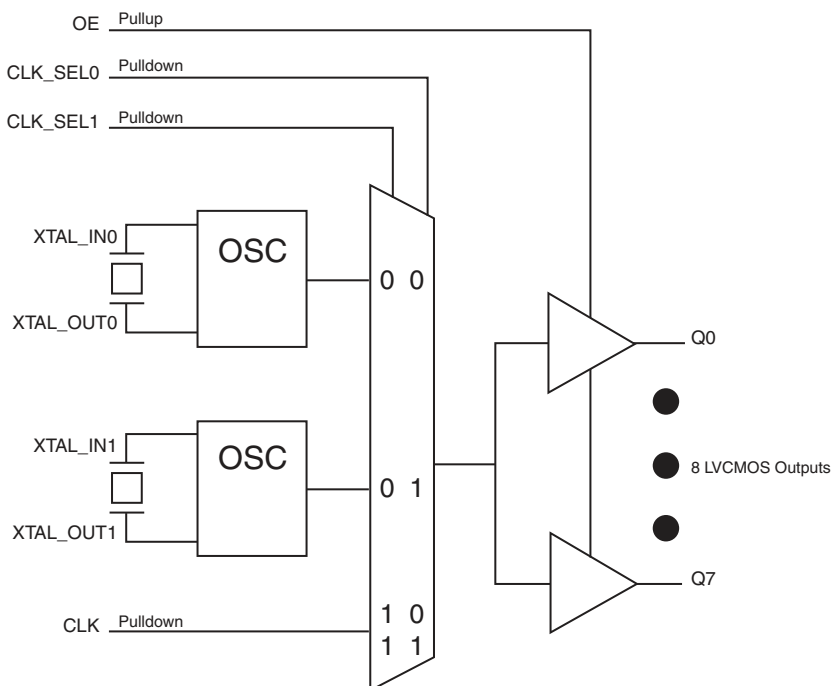 OE Pullup
CLK_SEL0 Pulldown
CLK_SEL1 Pulldown
XTAL_IN0
OSC
0 0
XTAL_OUT0
Q0
XTAL_IN1
OSC
0 1
8 LVCMOS Outputs
XTAL_OUT1
Q7
CLK Pulldown
1 0
1 1